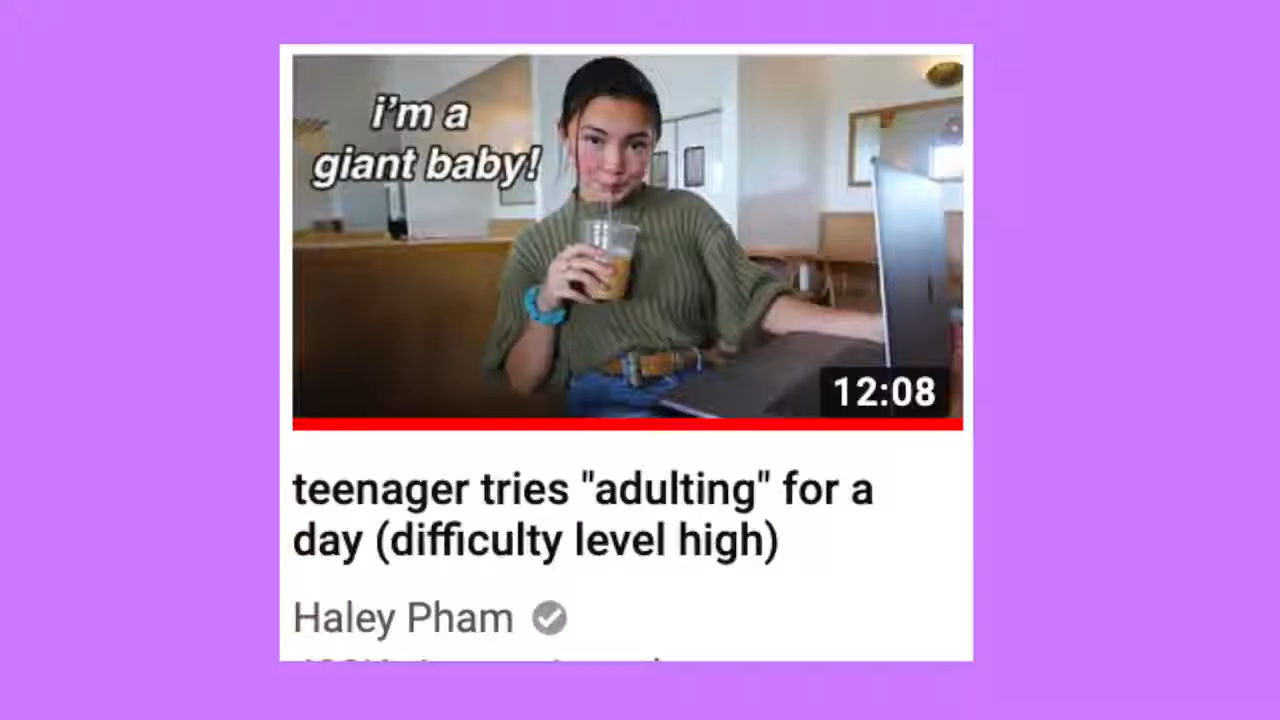 i'm a
giant baby!
12:08
teenager tries "adulting" for a
day (difficulty level high)
Haley Pham